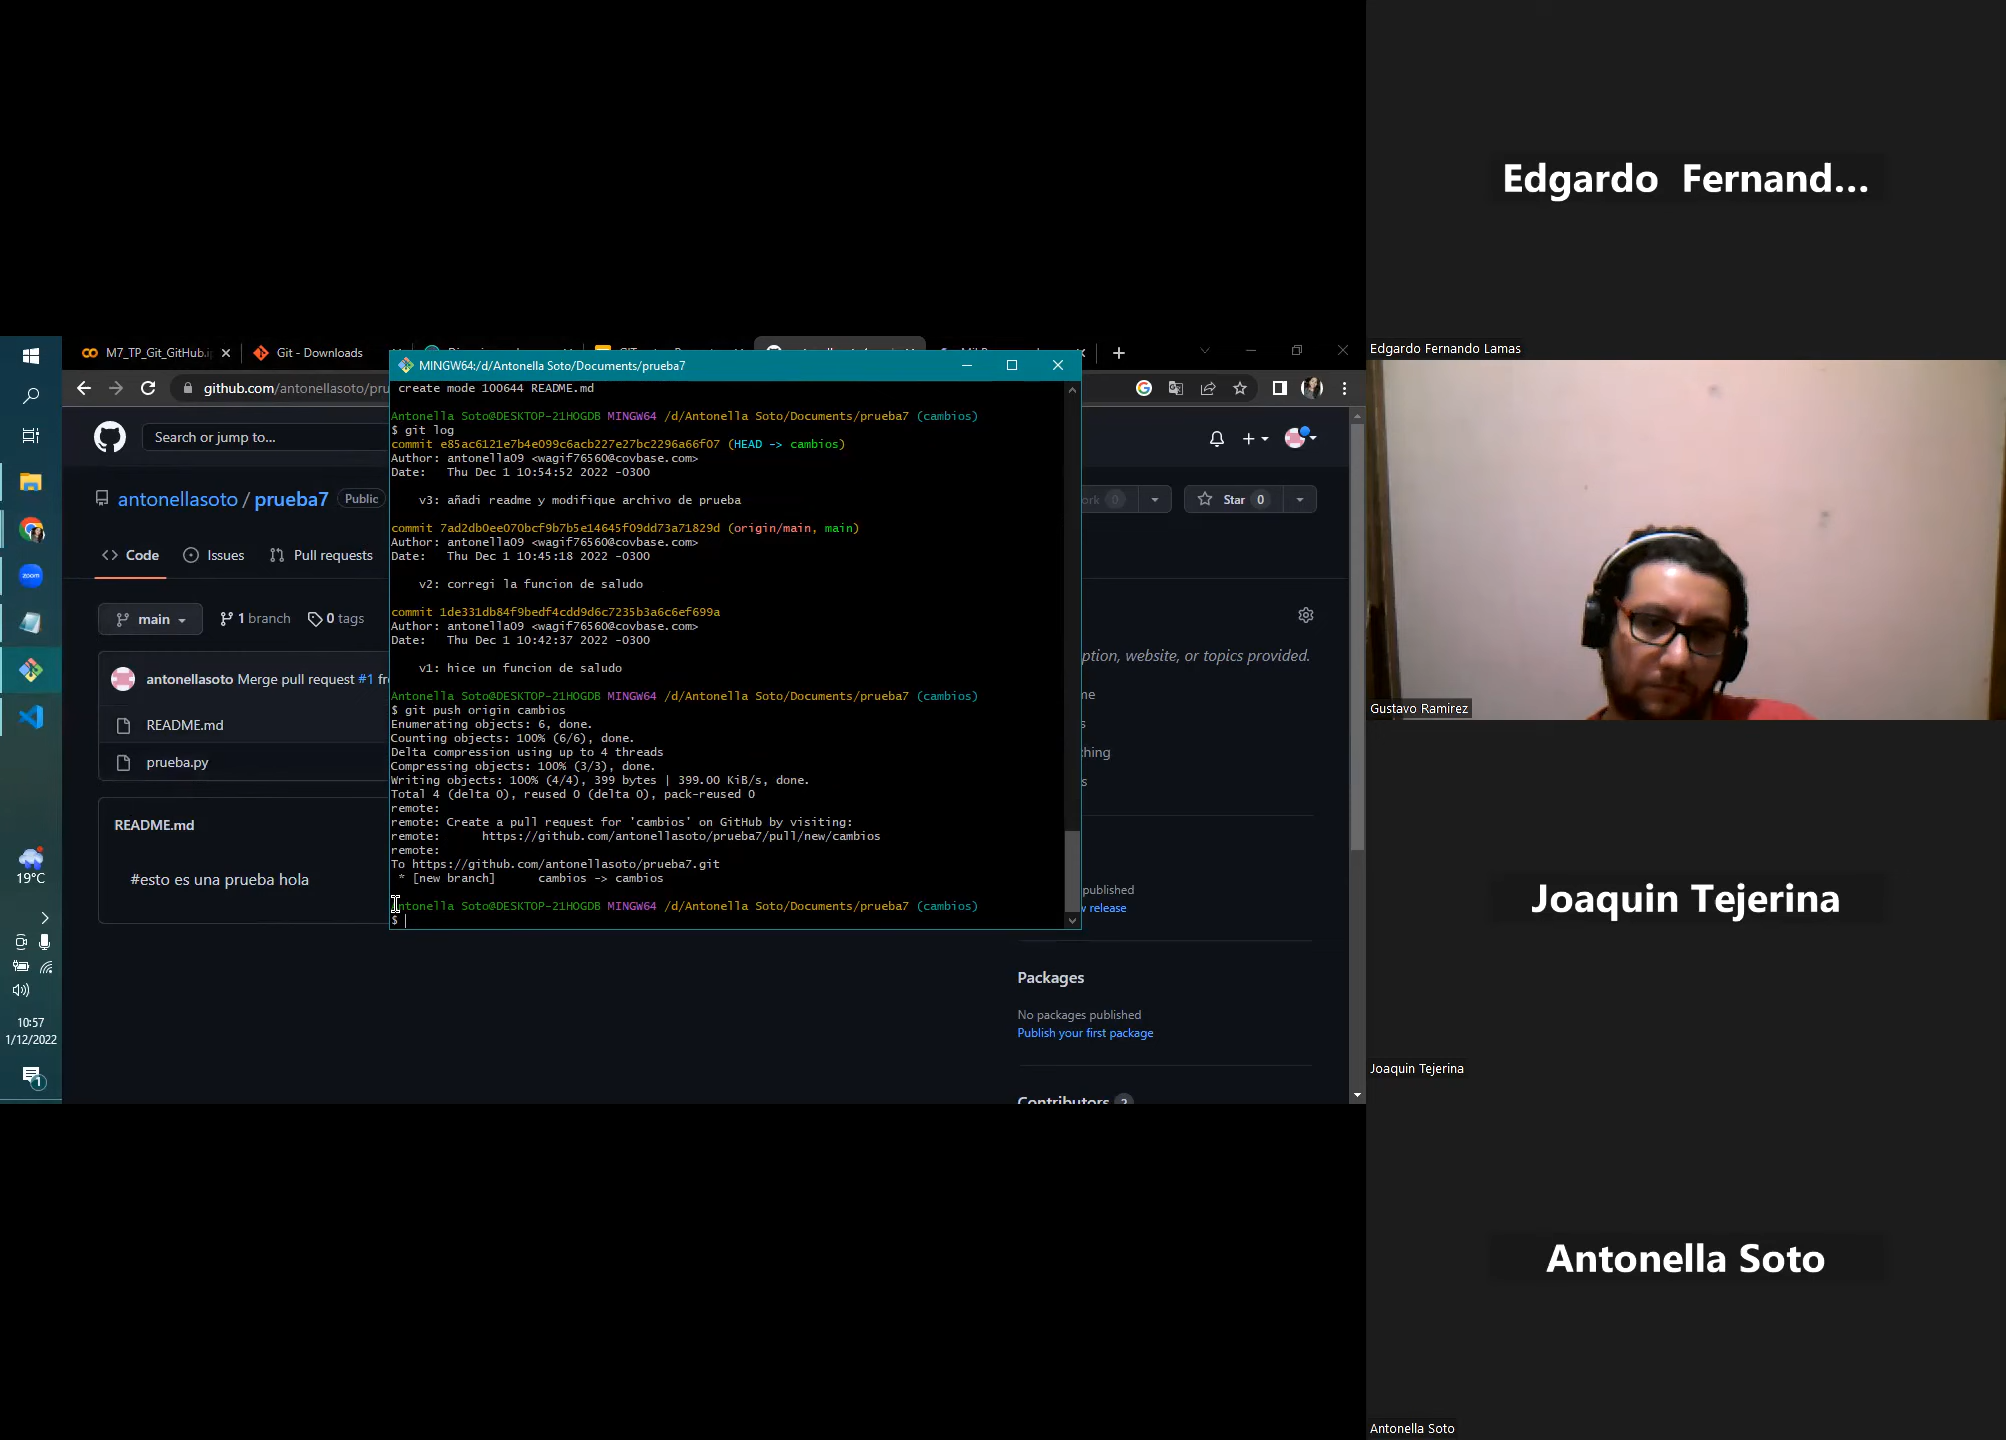 M7_TP_Git_GitHub.i
Git - Downloads
MINGW64:/d/Antonella Soto/Documents/prueba7
github.com/antonellasoto/pru
create mode 100644 README.md
Antonella Soto@DESKTOP-21HOGDB MINGW64 /d/Antonella Soto/Documents/prueba7 (cambios)
$ git log
commit e85ac6121e7b4e099c6acb227e27bc2296a66f07 (HEAD -> cambios)
Author: antonella09 <wagif76560@covbase.com>
Date: Thu Dec 1 10:54:52 2022 -0300
v3: añadi readme y modifique archivo de prueba
commit 7ad2db0ee070bcf9b7b5e14645f09dd73a71829d (origin/main, main)
Author: antonella09 <wagif76560@covbase.com>
Date: Thu Dec 1 10:45:18 2022 -0300
v2: corregi la funcion de saludo
commit 1de331db84f9bedf4cdd9d6c7235b3a6c6ef699a
Author: antonella09 <wagif76560@covbase.com>
Date: Thu Dec 1 10:42:37 2022 -0300
v1: hice un funcion de saludo
Antonella Soto@DESKTOP-21HOGDB MINGW64 /d/Antonella Soto/Documents/prueba7 (cambios)
$ git push origin cambios
Enumerating objects: 6, done.
Counting objects: 100% (6/6), done.
Delta compression using up to 4 threads
Compressing objects: 100% (3/3), done.
Writing objects: 100% (4/4), 399 bytes | 399.00 KiB/s, done.
Total 4 (delta 0), reused 0 (delta 0), pack-reused 0
remote:
remote: Create a pull request for 'cambios' on GitHub by visiting:
remote: https://github.com/antonellasoto/prueba7/pull/new/cambios
remote:
To https://github.com/antonellasoto/prueba7.git
* [new branch] cambios -> cambios
Antonella Soto@DESKTOP-21HOGDB MINGW64 /d/Antonella Soto/Documents/prueba7 (cambios)
$
Search or jump to...
antonellasoto / prueba7 Public
Star 0
<> Code Issues Pull requests
main 1 branch 0 tags
antonellasoto Merge pull request #1
README.md
prueba.py
README.md
#esto es una prueba hola
ption, website, or topics provided.
published
release
Packages
No packages published
Publish your first package
Contributors 2
zoom
19°C
10:57
1/12/2022
1
Edgardo Fernand...
Edgardo Fernando Lamas
Gustavo Ramirez
Joaquin Tejerina
Joaquin Tejerina
Antonella Soto
Antonella Soto